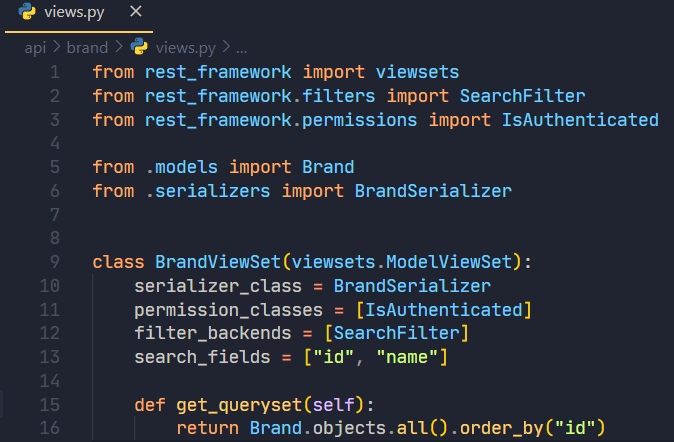 views.py ×
api > brand > views.py > ...
1 from rest_framework import viewsets
2 from rest_framework.filters import SearchFilter
3 from rest_framework.permissions import IsAuthenticated
4
5 from .models import Brand
6 from .serializers import BrandSerializer
7
8
9 class BrandViewSet(viewsets.ModelViewSet):
10     serializer_class = BrandSerializer
11     permission_classes = [IsAuthenticated]
12     filter_backends = [SearchFilter]
13     search_fields = ["id", "name"]
14
15     def get_queryset(self):
16         return Brand.objects.all().order_by("id")